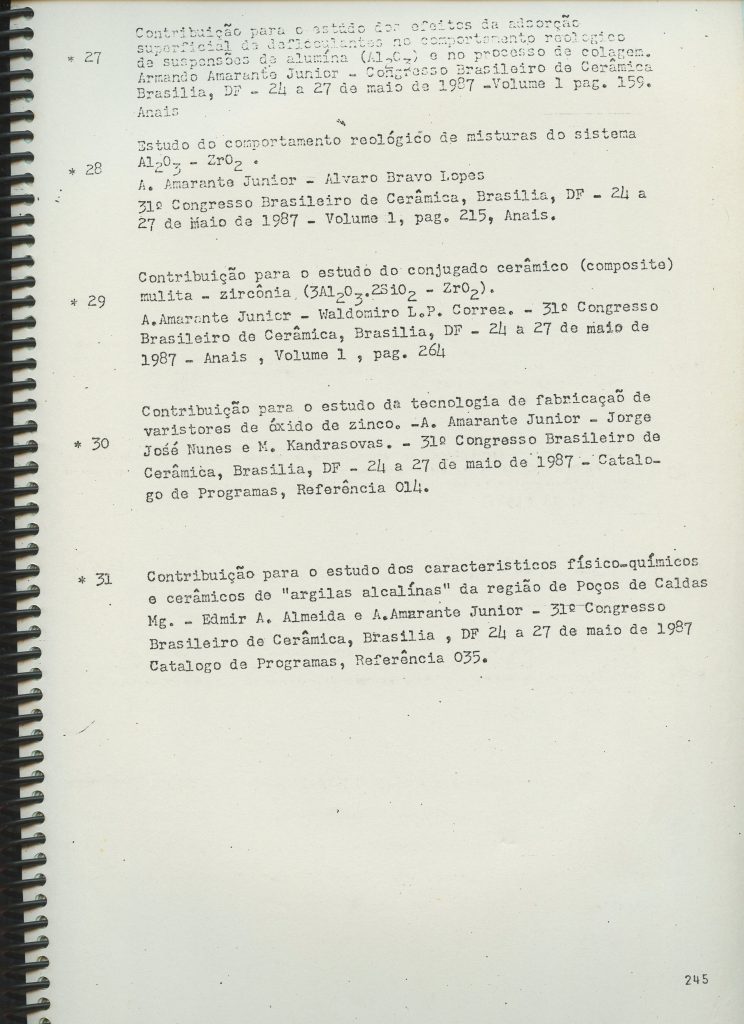 Contribuição para o estúdo dos efeitos da adsorção
superficial de defloculantes no comportamento reológico
* 27 de suspensões de alumína (Al2O3) e no processo de colagem.
Armando Amarante Junior - Congresso Brasileiro de Cerâmica
Brasilia, DF - 24 a 27 de maio de 1987 -Volume 1 pag. 159.
Anais
Estudo do comportamento reológico de misturas do sistema
* 28 Al2O3 - ZrO2 .
A. Amarante Junior - Alvaro Bravo Lopes
31º Congresso Brasileiro de Cerâmica, Brasilia, DF - 24 a
27 de maio de 1987 - Volume 1, pag. 215, Anais.
Contribuição para o estudo do conjugado cerâmico (composite)
* 29 mulita - zircônia (3Al2O3.2SiO2 - ZrO2).
A.Amarante Junior - Waldomiro L.P. Correa. - 31º Congresso
Brasileiro de Cerâmica, Brasilia, DF - 24 a 27 de maio de
1987 - Anais , Volume 1 , pag. 264
Contribuição para o estudo da tecnologia de fabricaçaõ de
varistores de óxido de zinco. -A. Amarante Junior - Jorge
* 30 José Nunes e M. Kandrasovas. - 31º Congresso Brasileiro de
Cerâmica, Brasilia, DF - 24 a 27 de maio de 1987 - Catalo-
go de Programas, Referência 014.
* 31 Contribuição para o estudo dos caracteristicos físico-químicos
e cerâmicos de "argilas alcalínas" da região de Poços de Caldas
Mg. - Edmir A. Almeida e A.Amarante Junior - 31º Congresso
Brasileiro de Cerâmica, Brasilia , DF 24 a 27 de maio de 1987
Catalogo de Programas, Referência 035.
245